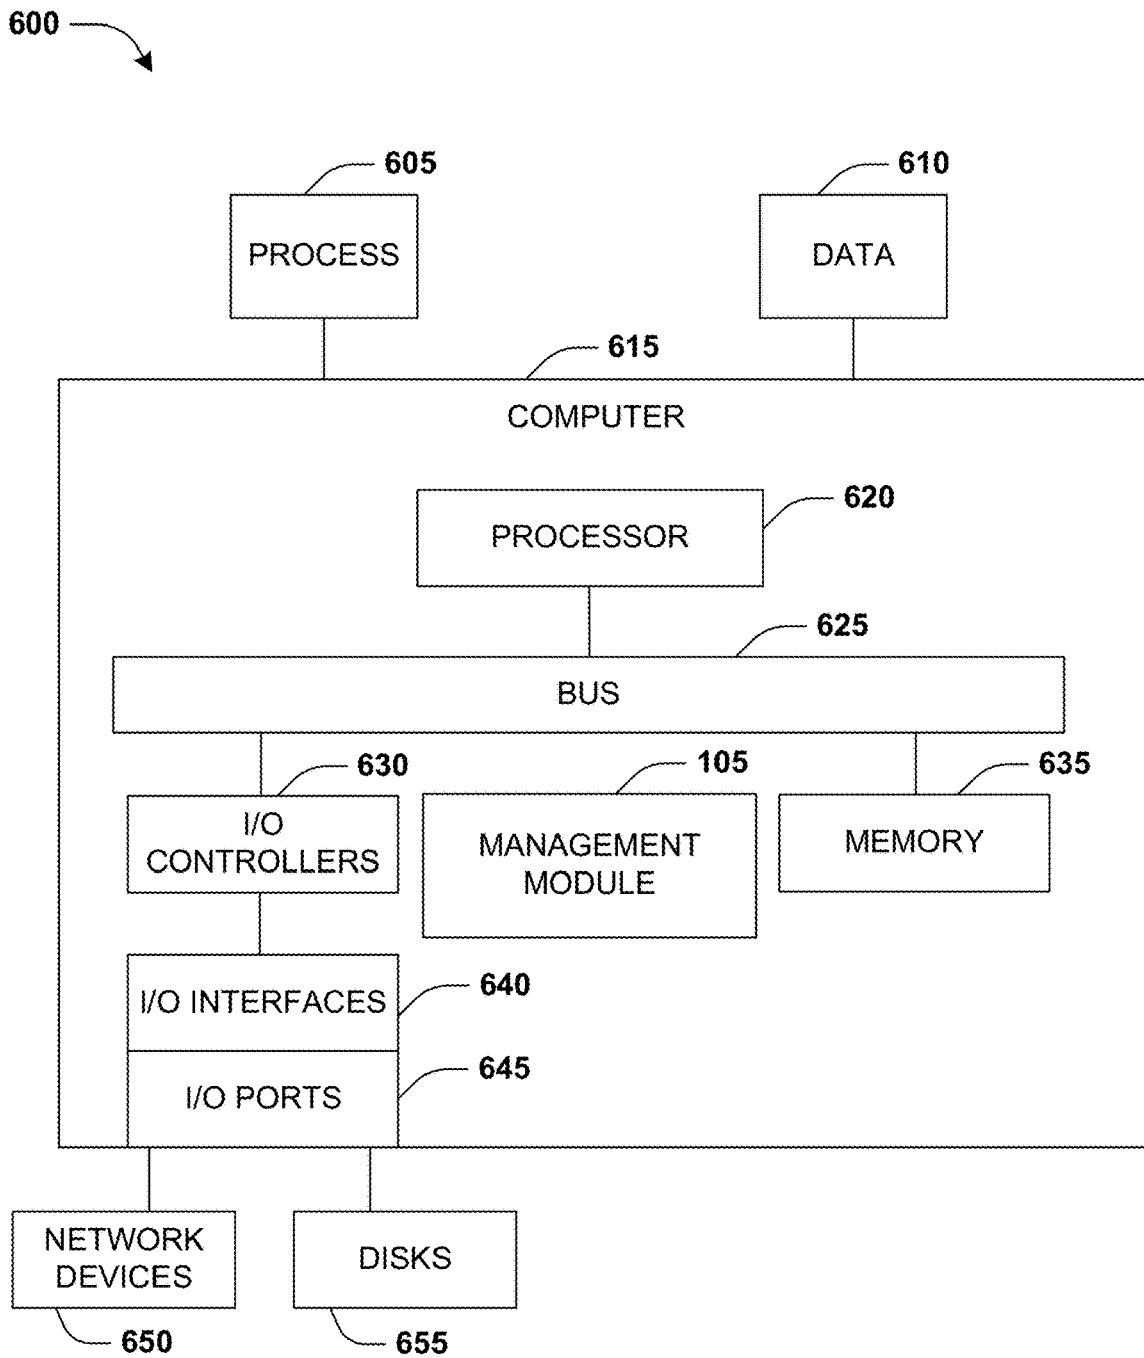 600
605
610
PROCESS
DATA
615
COMPUTER
620
PROCESSOR
625
BUS
630
105
635
I/O
CONTROLLERS
MANAGEMENT
MODULE
MEMORY
I/O INTERFACES
640
I/O PORTS
645
NETWORK
DEVICES
DISKS
650
655